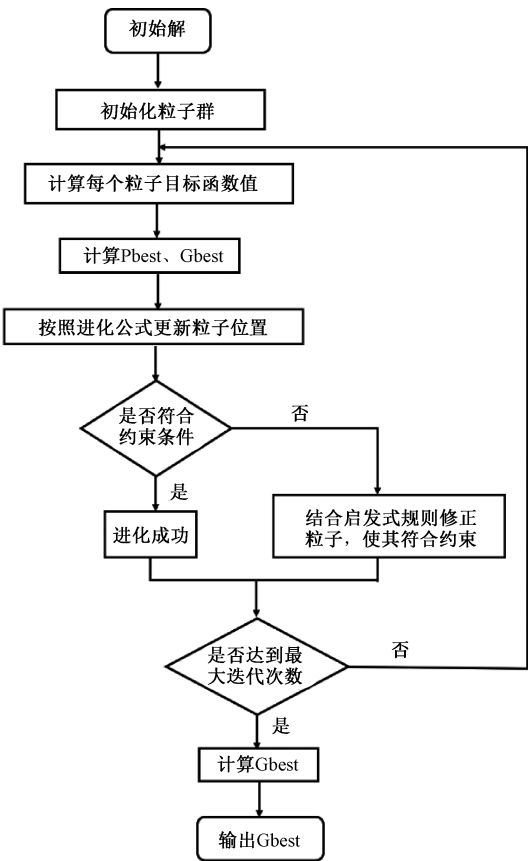 初始解
初始化粒子群
计算每个粒子目标函数值
计算Pbest、Gbest
按照进化公式更新粒子位置
是否符合
约束条件
否
是
进化成功
结合启发式规则修正
粒子，使其符合约束
是否达到最
大迭代次数
否
是
计算Gbest
输出Gbest